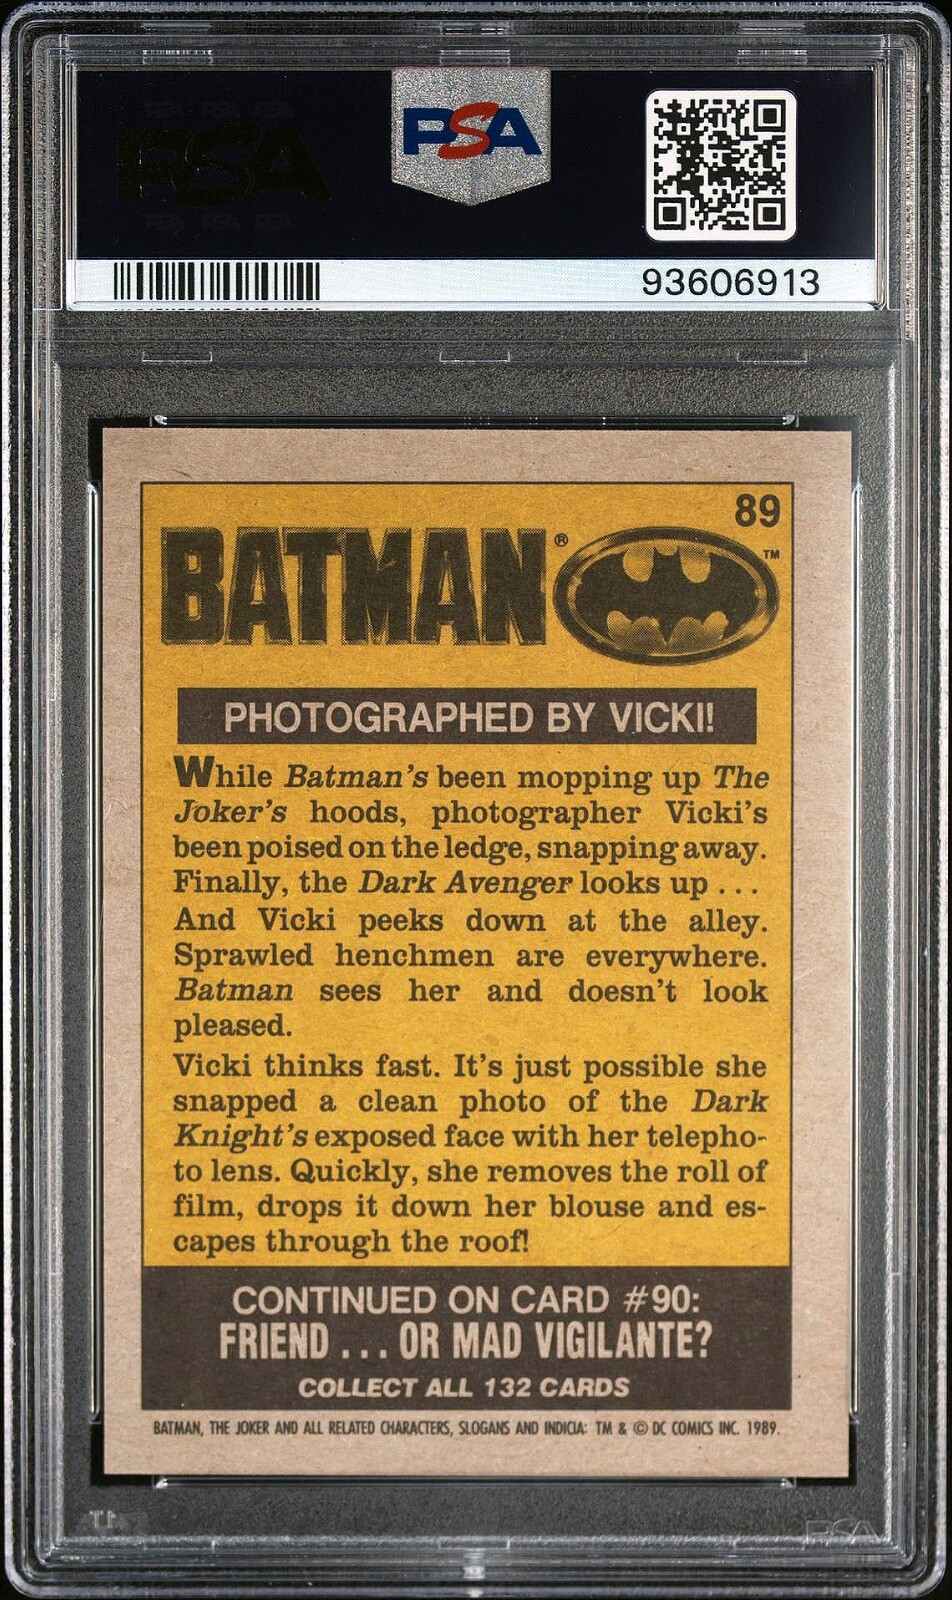 PSA
93606913
89
BATMAN®
TM
PHOTOGRAPHED BY VICKI!
While Batman's been mopping up The
Joker's hoods, photographer Vicki's
been poised on the ledge, snapping away.
Finally, the Dark Avenger looks up . . .
And Vicki peeks down at the alley.
Sprawled henchmen are everywhere.
Batman sees her and doesn't look
pleased.
Vicki thinks fast. It's just possible she
snapped a clean photo of the Dark
Knight's exposed face with her telepho-
to lens. Quickly, she removes the roll of
film, drops it down her blouse and es-
capes through the roof!
CONTINUED ON CARD #90:
FRIEND . . . OR MAD VIGILANTE?
COLLECT ALL 132 CARDS
BATMAN, THE JOKER AND ALL RELATED CHARACTERS, SLOGANS AND INDICIA: TM & © DC COMICS INC. 1989.
PSA